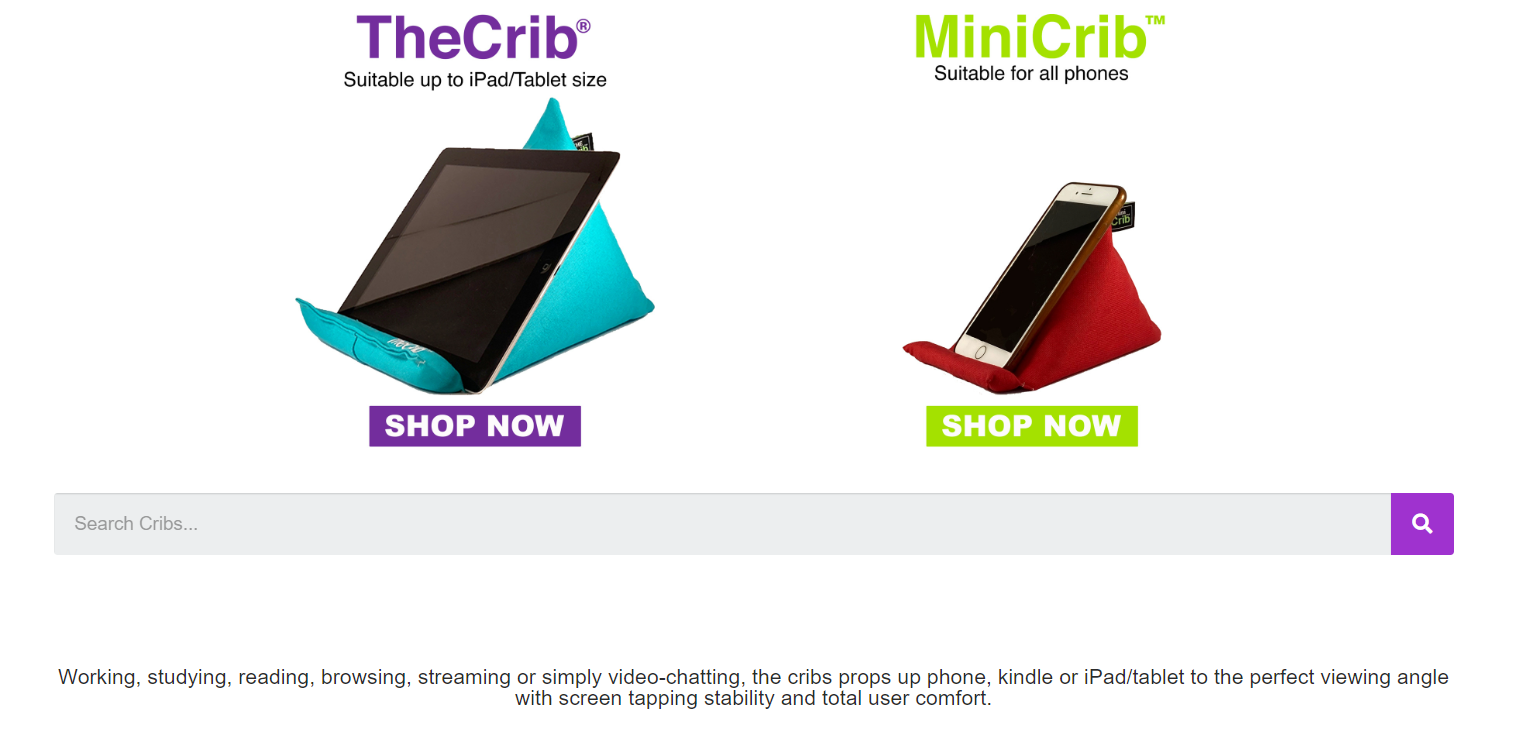 TheCrib®
Suitable up to iPad/Tablet size
MiniCrib™
Suitable for all phones
Crib
SHOP NOW
SHOP NOW
Search Cribs...
Working, studying, reading, browsing, streaming or simply video-chatting, the cribs props up phone, kindle or iPad/tablet to the perfect viewing angle
with screen tapping stability and total user comfort.